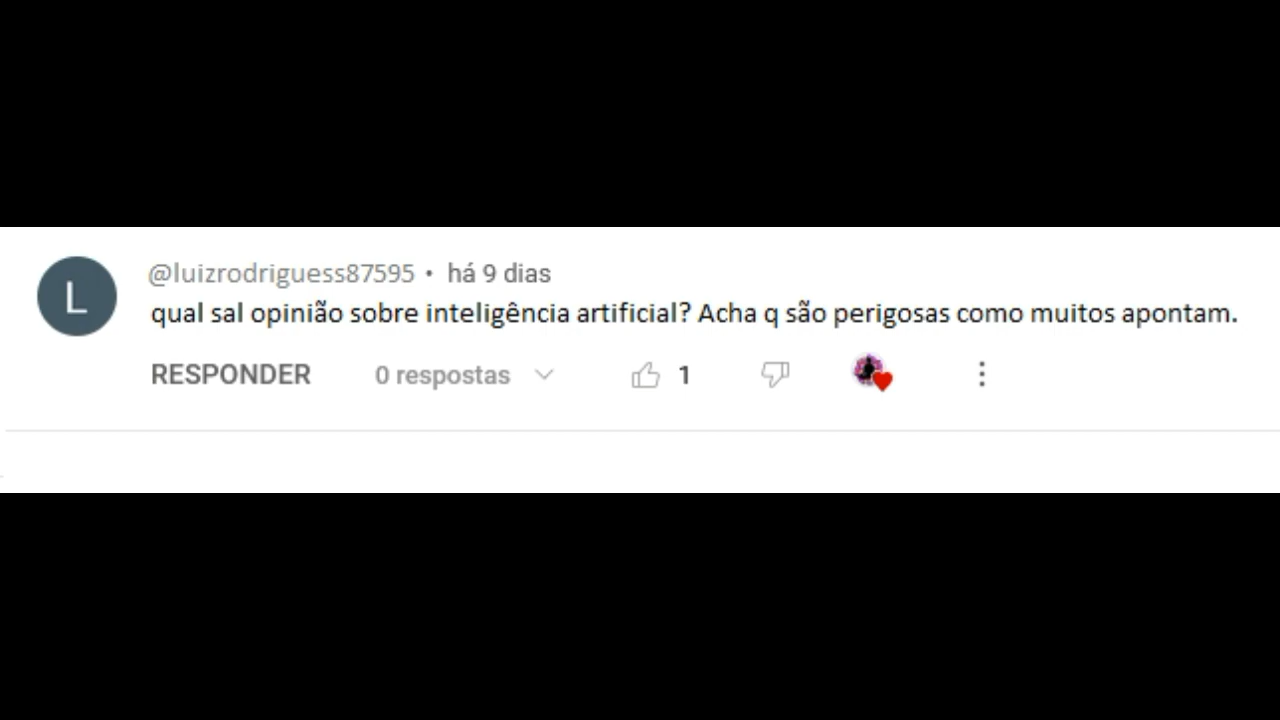 @luizrodriguess87595 • há 9 dias
qual sal opinião sobre inteligência artificial? Acha q são perigosas como muitos apontam.
RESPONDER 0 respostas 1